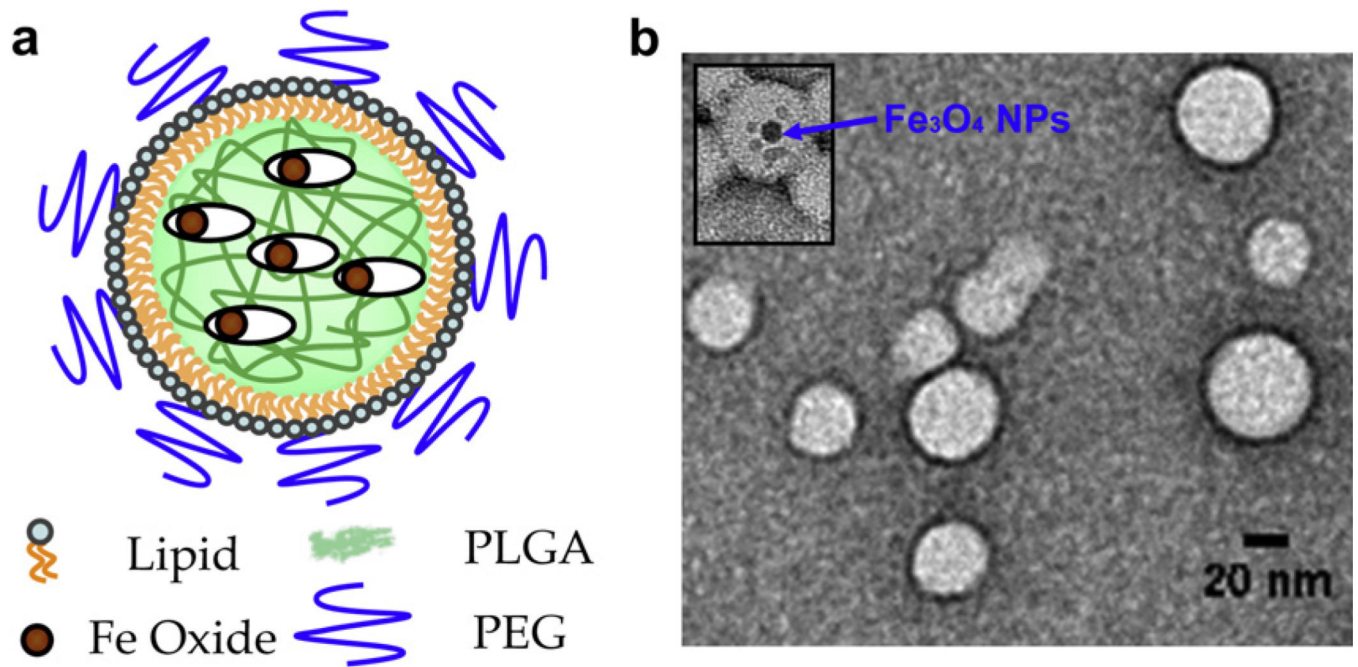 a
b
Fe₃O₄ NPs
20 nm
Lipid
PLGA
Fe Oxide
PEG